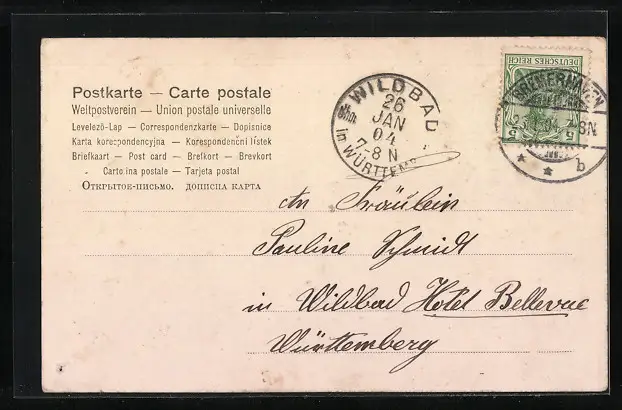 Postkarte — Carte postale
Weltpostverein — Union postale universelle
Levelező-Lap — Correspondenzkarte — Dopisnice
Karta korespondencyjna — Korespondenční lístek
Briefkaart — Post card — Brefkort — Brevkort
Cartolina postale — Tarjeta postal
Открытое-письмо. дописна карта
WILDBAD
26
JAN
04
7-8 N
in WÜRTTEMB
DEUTSCHES REICH
5
BREMERHAVEN
b
An Fräulein
Pauline Schmidt
in Wildbad Hotel Bellevue
Württemberg